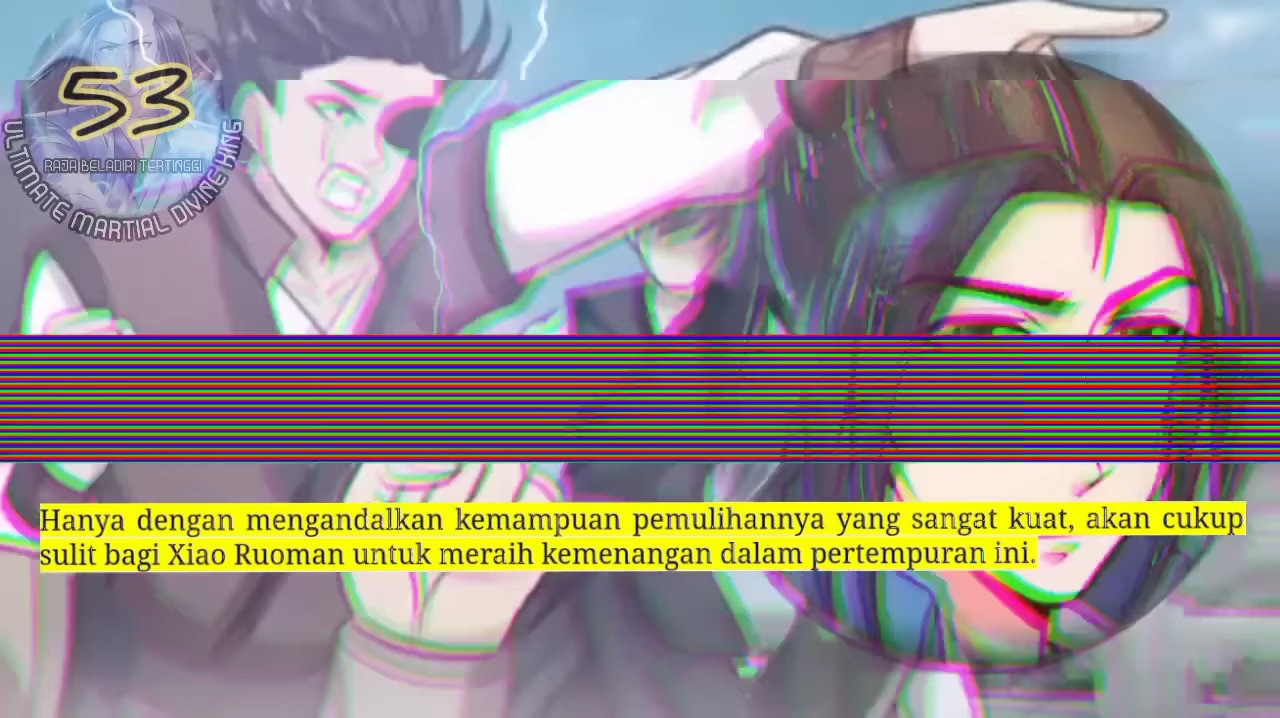 53
RAJA BELADIRI TERTINGGI
ULTIMATE MARTIAL DIVINE KING
Hanya dengan mengandalkan kemampuan pemulihannya yang sangat kuat, akan cukup
sulit bagi Xiao Ruoman untuk meraih kemenangan dalam pertempuran ini.